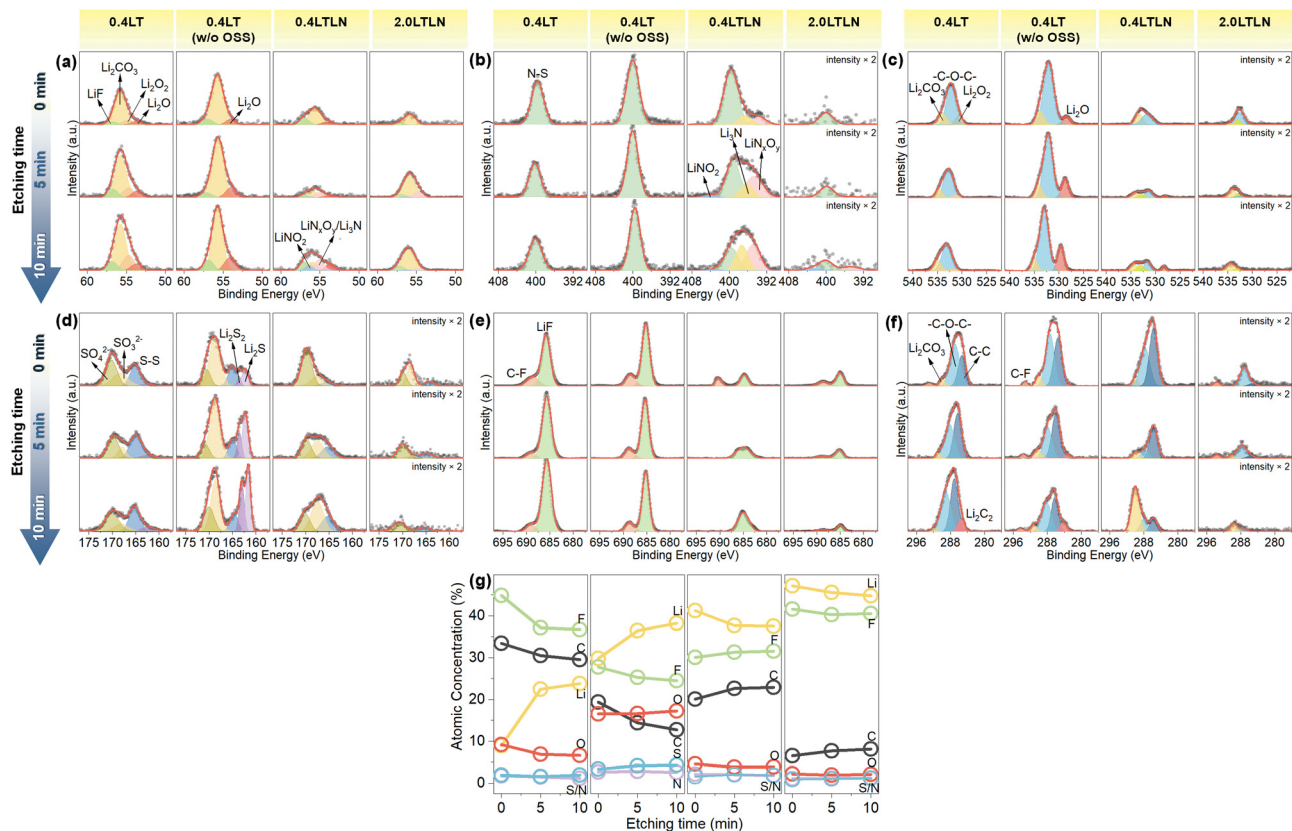 0.4LT 0.4LT 0.4LTLN 2.0LTLN 0.4LT 0.4LT 0.4LTLN 2.0LTLN 0.4LT 0.4LT 0.4LTLN 2.0LTLN
(w/o OSS) (w/o OSS) (w/o OSS)
Etching time
0 min
5 min
10 min
(a)
Intensity (a.u.)
Li₂CO₃
LiF
Li₂O₂
Li₂O
Li₂O
LiNO₂
LiNₓOᵧ/Li₃N
60 55 50 60 55 50 60 55 50 60 55 50
Binding Energy (eV)
(b)
Intensity (a.u.)
N-S
intensity × 2
intensity × 2
Li₃N
LiNₓOᵧ
LiNO₂
intensity × 2
408 400 392 408 400 392 408 400 392 408 400 392
Binding Energy (eV)
(c)
Intensity (a.u.)
-C-O-C-
Li₂CO₃
Li₂O₂
Li₂O
intensity × 2
intensity × 2
intensity × 2
540 530 522 540 530 522 540 530 522 540 530 522
Binding Energy (eV)
Etching time
0 min
5 min
10 min
(d)
Intensity (a.u.)
SO₄²⁻
SO₃²⁻
S-S
Li₂S₂
Li₂S
intensity × 2
intensity × 2
intensity × 2
175 170 165 160 175 170 165 160 175 170 165 160 175 170 165 160
Binding Energy (eV)
(e)
Intensity (a.u.)
LiF
C-F
695 690 685 680 695 690 685 680 695 690 685 680 695 690 685 680
Binding Energy (eV)
(f)
Intensity (a.u.)
-C-O-C-
Li₂CO₃
C-C
C-F
Li₂C₂
intensity × 2
intensity × 2
intensity × 2
296 288 280 296 288 280 296 288 280 296 288 280
Binding Energy (eV)
(g)
Atomic Concentration (%)
40
30
20
10
0
F
C
Li
O
S/N
Li
F
O
C
S
N
Li
F
C
O
S/N
Li
F
C
O
S/N
0 5 10 0 5 10 0 5 10 0 5 10
Etching time (min)